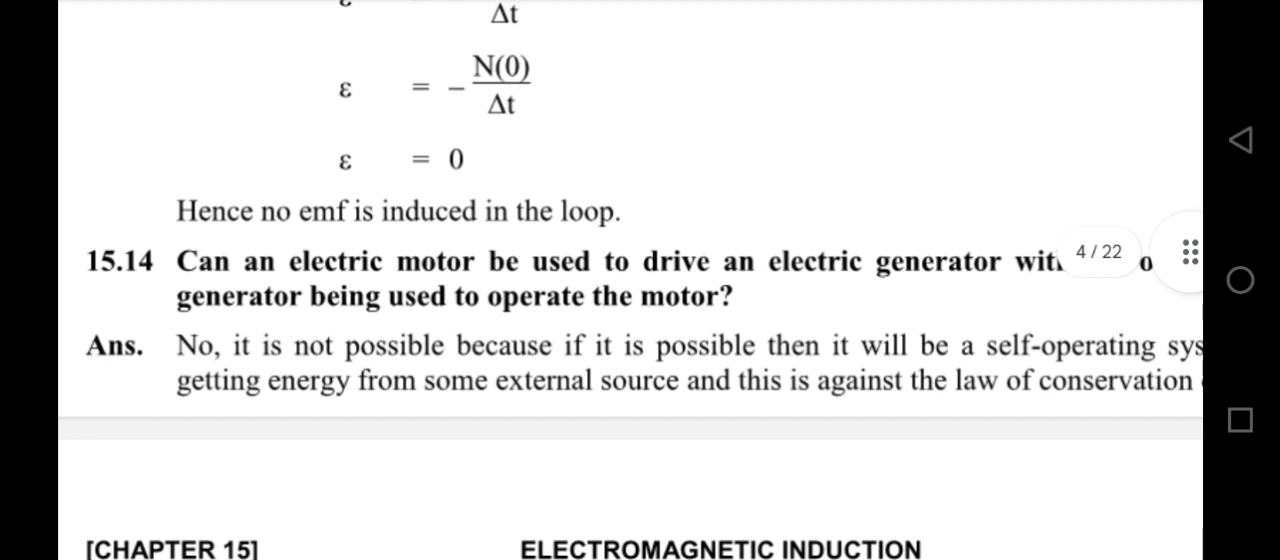 Δt
ε = − N(0)
Δt
ε = 0
Hence no emf is induced in the loop.
15.14 Can an electric motor be used to drive an electric generator
4 / 22
generator being used to operate the motor?
Ans. No, it is not possible because if it is possible then it will be a self-operating
getting energy from some external source and this is against the law of conservation
[CHAPTER 15] ELECTROMAGNETIC INDUCTION